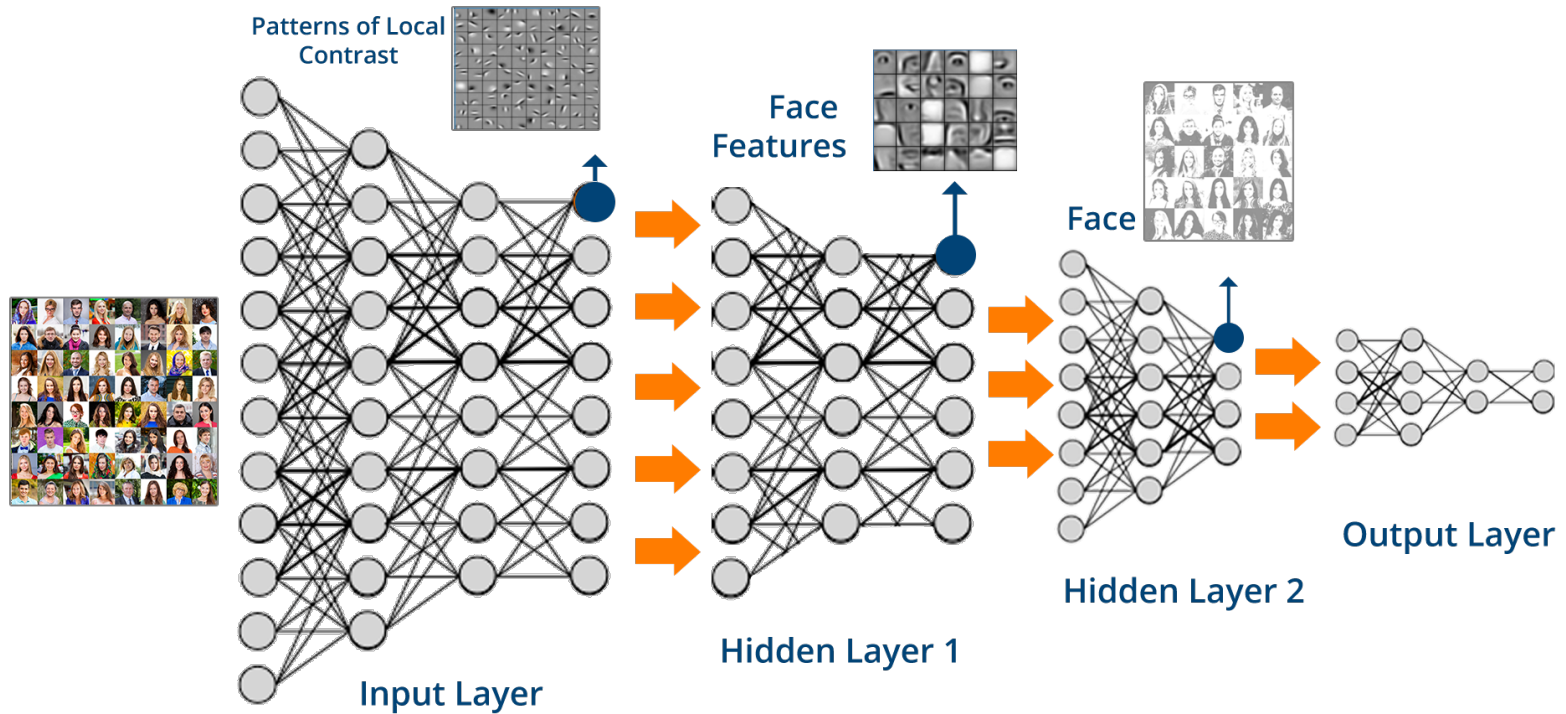 Patterns of Local
Contrast
Face
Features
Face
Input Layer
Hidden Layer 1
Hidden Layer 2
Output Layer